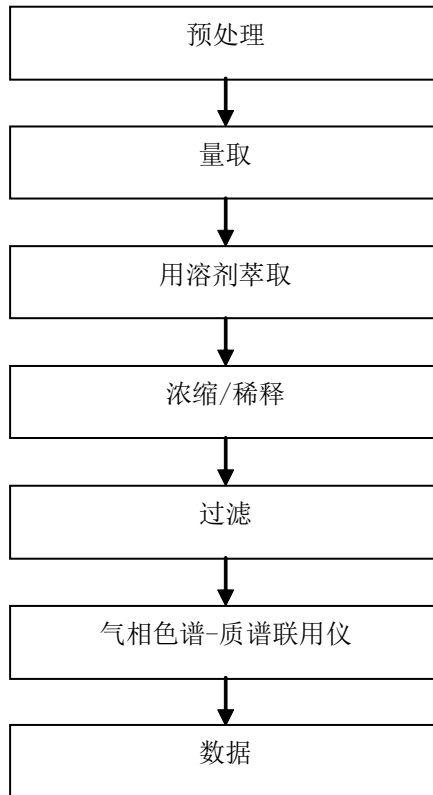 预处理
量取
用溶剂萃取
浓缩/稀释
过滤
气相色谱-质谱联用仪
数据